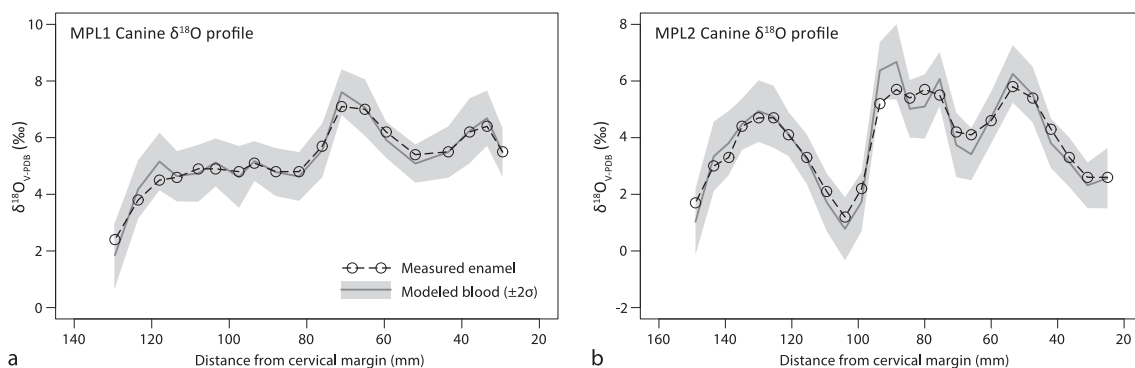 MPL1 Canine δ¹⁸O profile
10
8
6
4
2
0
δ¹⁸O V-PDB (‰)
Measured enamel
Modeled blood (±2σ)
140 120 100 80 60 40 20
Distance from cervical margin (mm)
a
MPL2 Canine δ¹⁸O profile
8
6
4
2
0
-2
δ¹⁸O V-PDB (‰)
160 140 120 100 80 60 40 20
Distance from cervical margin (mm)
b